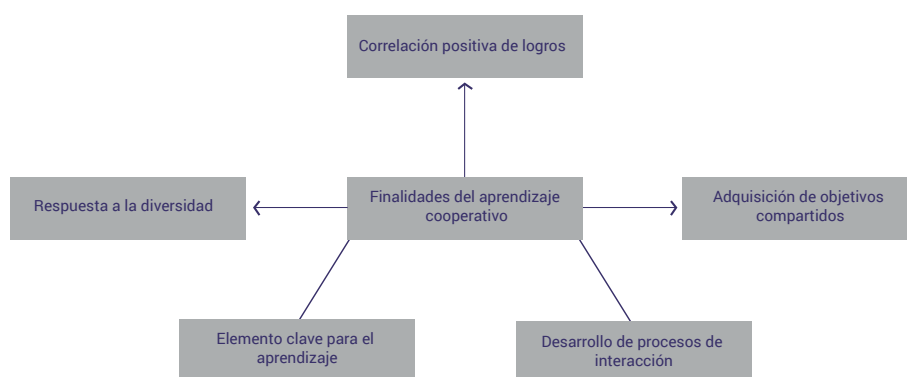 Correlación positiva de logros
Respuesta a la diversidad
Finalidades del aprendizaje
cooperativo
Adquisición de objetivos
compartidos
Elemento clave para el
aprendizaje
Desarrollo de procesos de
interacción